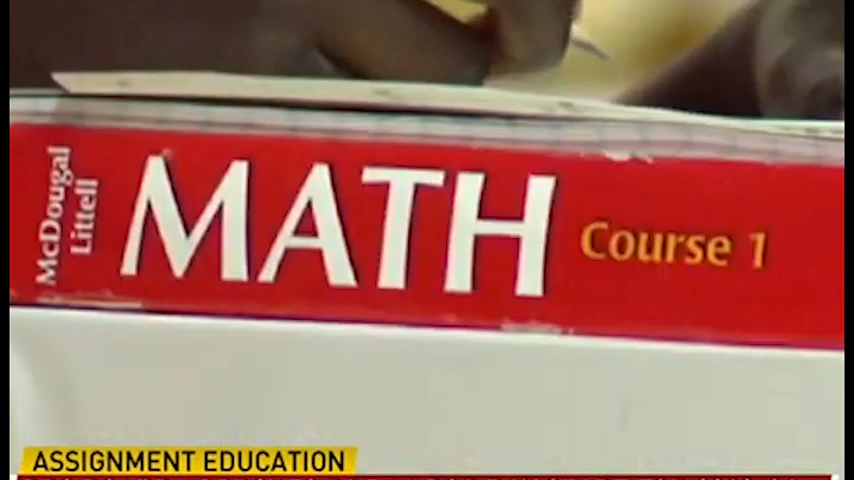 McDougal
Littell
MATH
Course 1
ASSIGNMENT EDUCATION